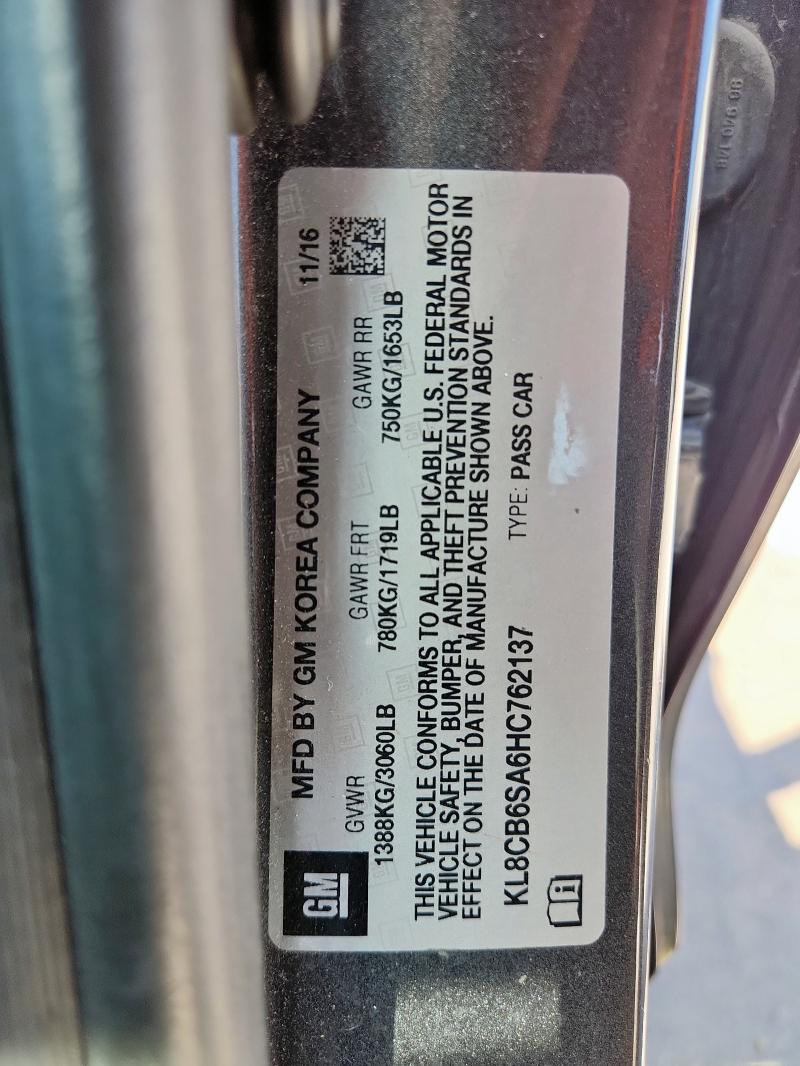 GM
MFD BY GM KOREA COMPANY 11/16
GVWR GAWR FRT GAWR RR
1388KG/3060LB 780KG/1719LB 750KG/1653LB
THIS VEHICLE CONFORMS TO ALL APPLICABLE U.S. FEDERAL MOTOR
VEHICLE SAFETY, BUMPER, AND THEFT PREVENTION STANDARDS IN
EFFECT ON THE DATE OF MANUFACTURE SHOWN ABOVE.
KL8CB6SA6HC762137 TYPE: PASS CAR